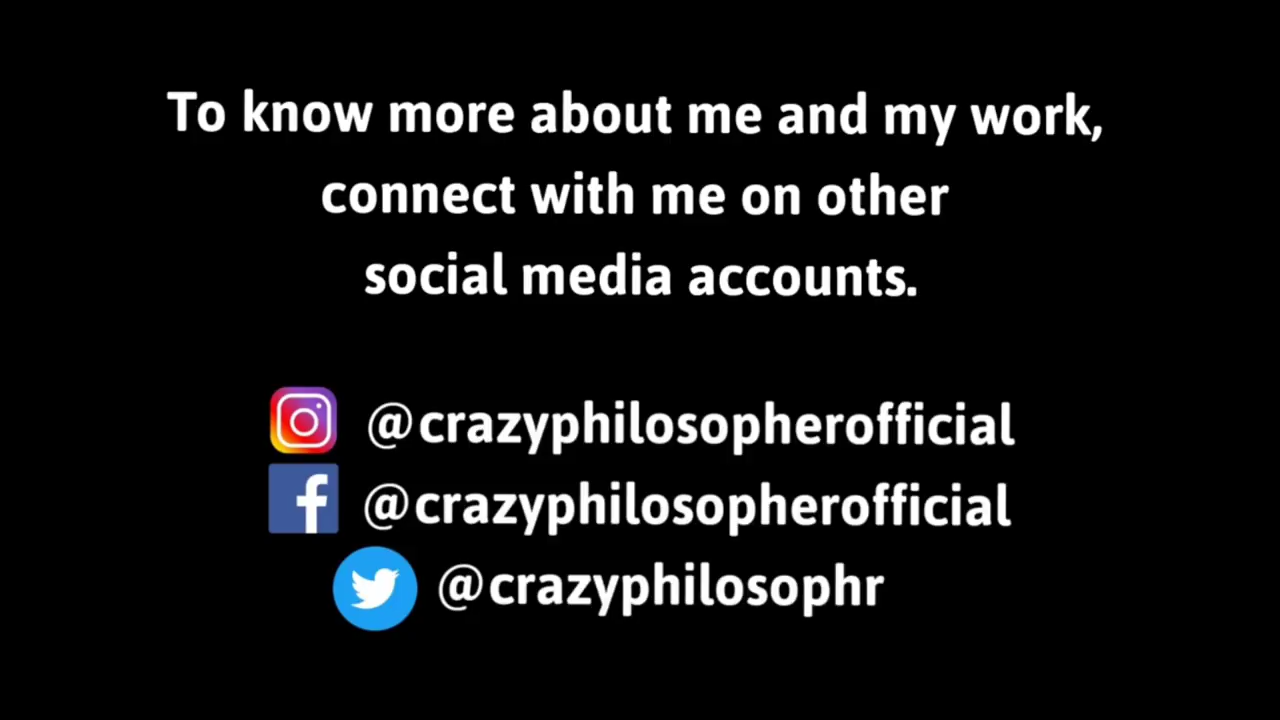 To know more about me and my work,
connect with me on other
social media accounts.
@crazyphilosopherofficial
@crazyphilosopherofficial
@crazyphilosophr